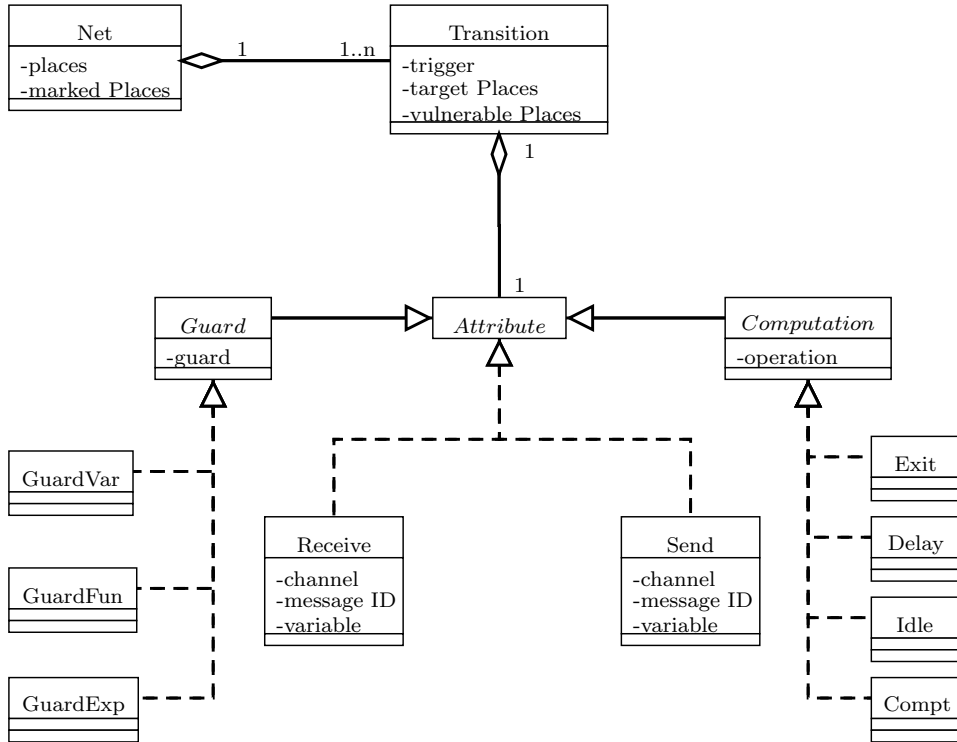 Net
-places
-marked Places
1
1..n
Transition
-trigger
-target Places
-vulnerable Places
1
1
Guard
-guard
Attribute
Computation
-operation
GuardVar
GuardFun
GuardExp
Receive
-channel
-message ID
-variable
Send
-channel
-message ID
-variable
Exit
Delay
Idle
Compt